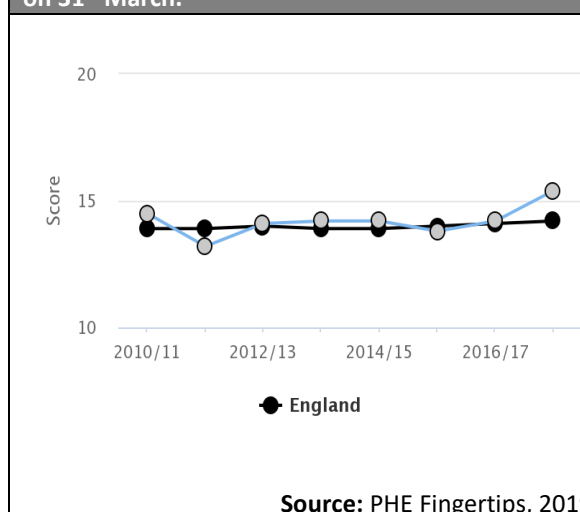 on 31 March.
20
Score
15
10
2010/11 2012/13 2014/15 2016/17
England
Source: PHE Fingertips, 201